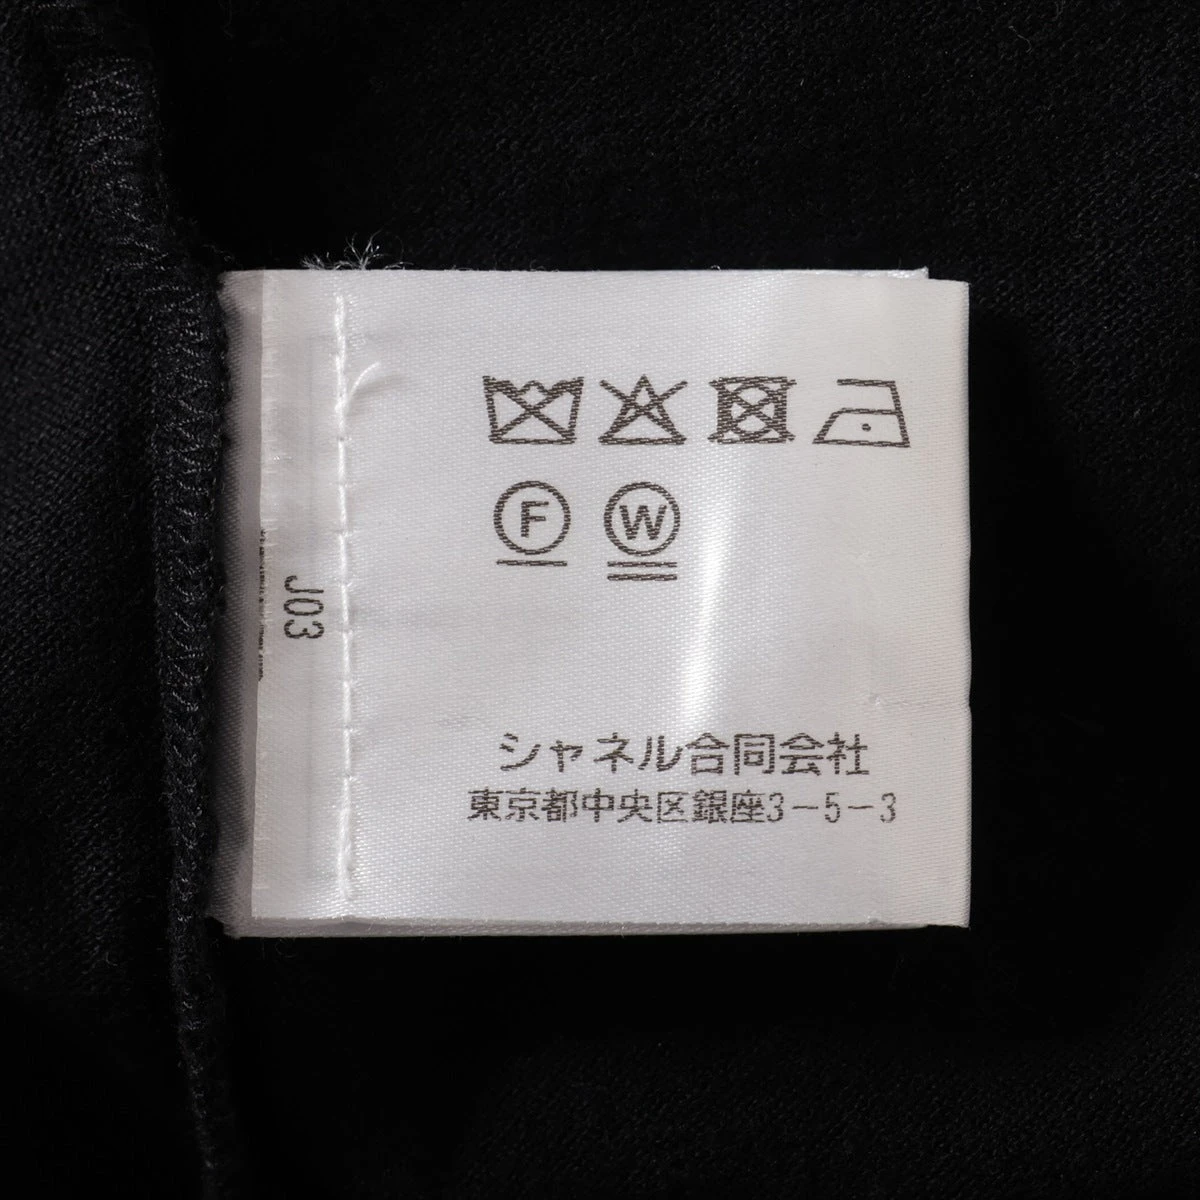 F W
J03
シャネル合同会社
東京都中央区銀座3-5-3